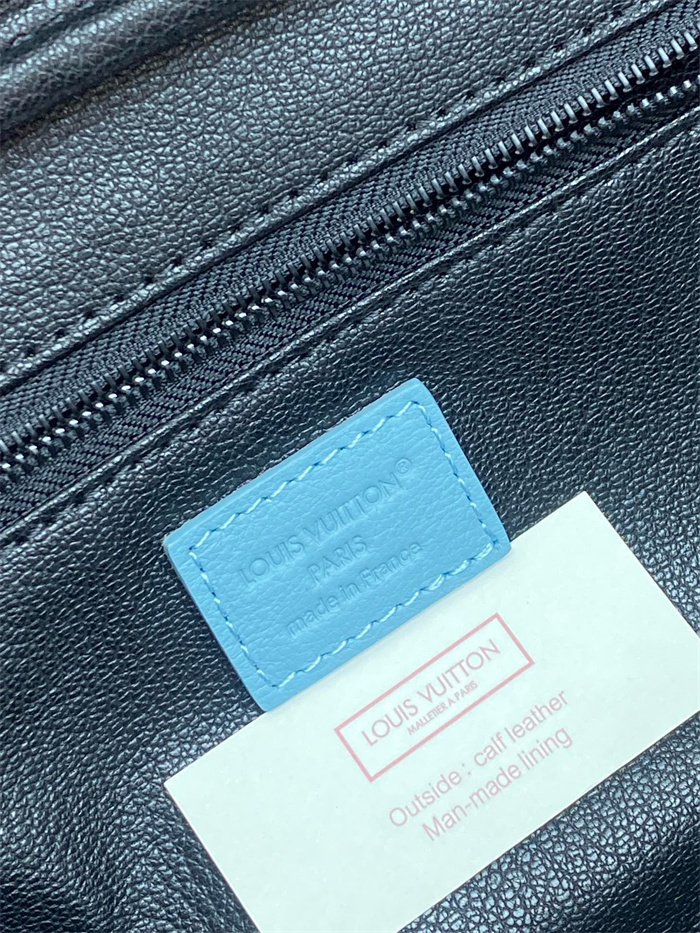 LOUIS VUITTON®
PARIS
made in France
LOUIS VUITTON
MALLETIER A PARIS
Outside : calf leather
Man-made lining